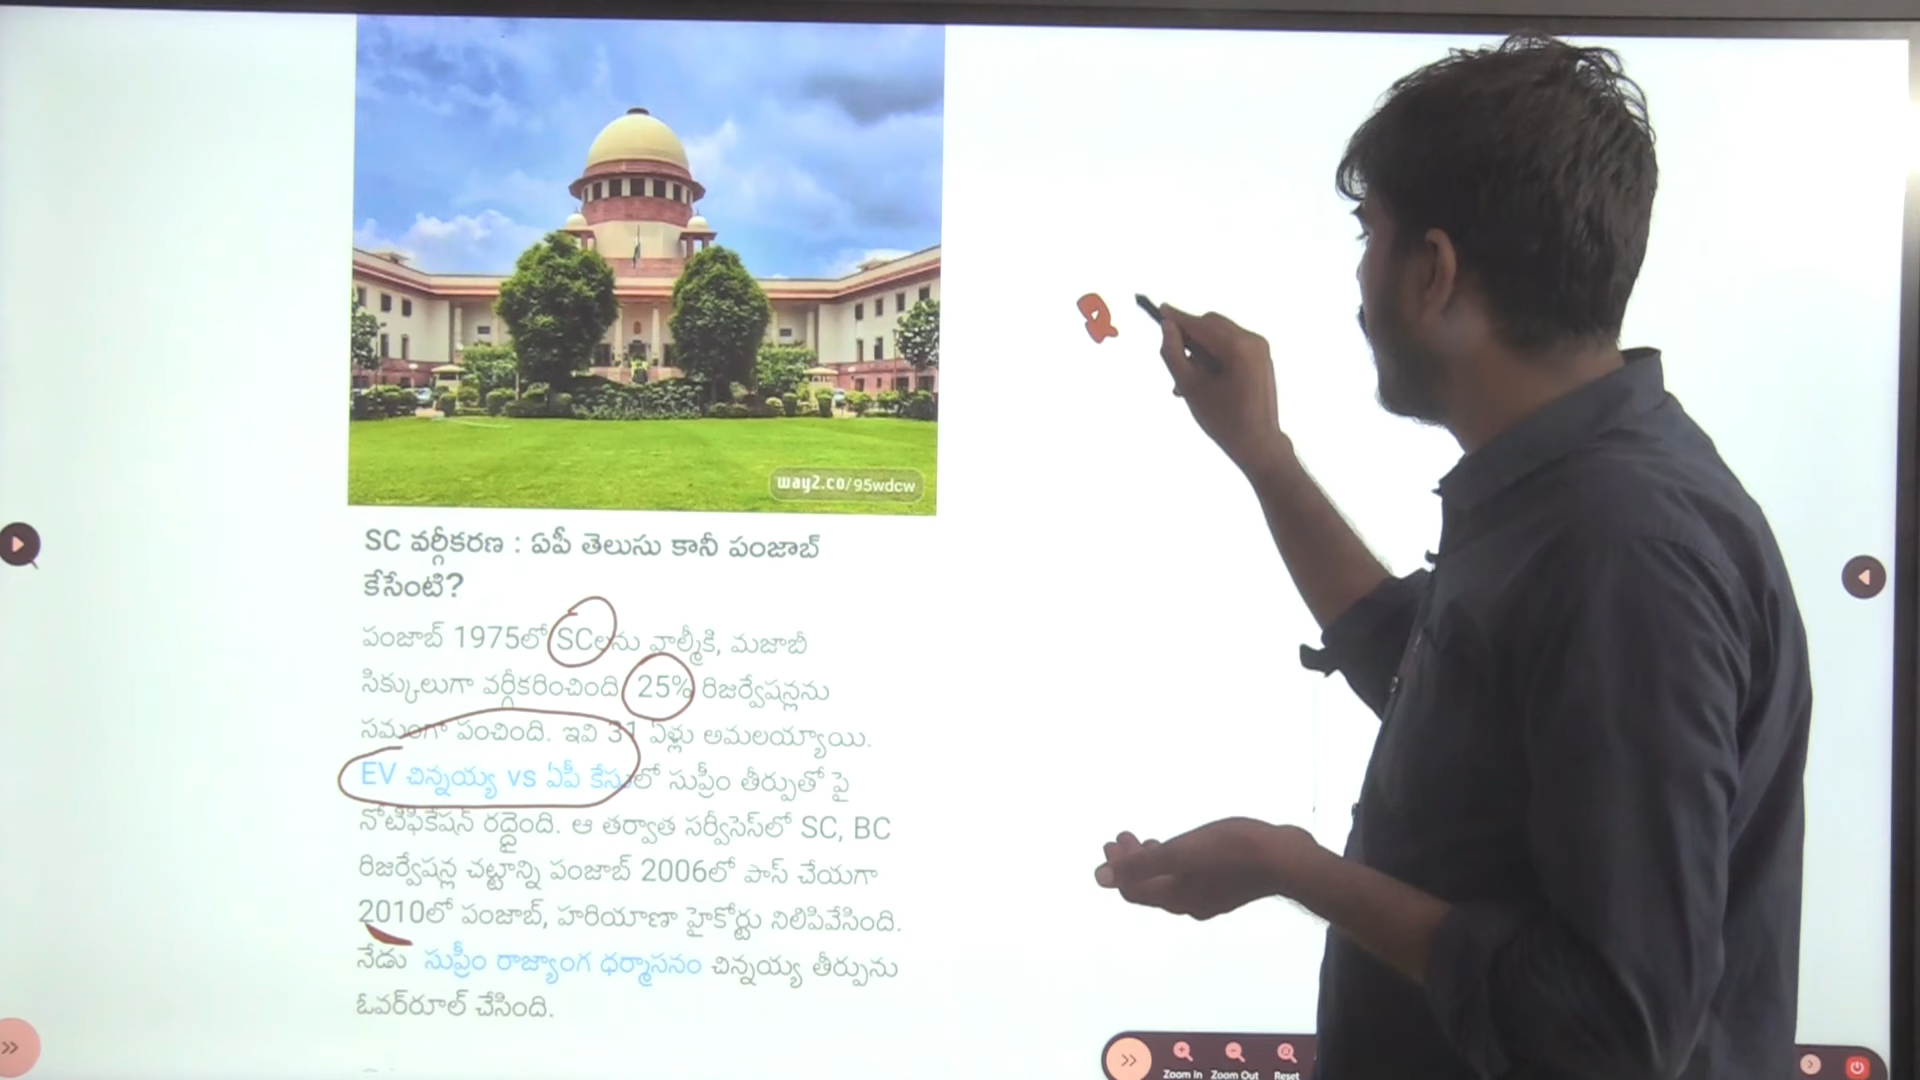 way2.co/95wdcw
SC వర్గీకరణ : ఏపీ తెలుసు కానీ పంజాబ్
కేసేంటి?
పంజాబ్ 1975లో SCలను వాల్మీకి, మజాబీ
సిక్కులుగా వర్గీకరించింది. 25% రిజర్వేషన్లను
సమంగా పంచింది. ఇవి 31 ఏళ్లు అమలయ్యాయి.
EV చిన్నయ్య vs ఏపీ కేసులో సుప్రీం తీర్పుతో పై
నోటిఫికేషన్ రద్దైంది. ఆ తర్వాత సర్వీసెస్‌లో SC, BC
రిజర్వేషన్ల చట్టాన్ని పంజాబ్ 2006లో పాస్ చేయగా
2010లో పంజాబ్, హరియాణా హైకోర్టు నిలిపివేసింది.
నేడు సుప్రీం రాజ్యాంగ ధర్మాసనం చిన్నయ్య తీర్పును
ఓవర్‌రూల్ చేసింది.
Zoom In Zoom Out Reset